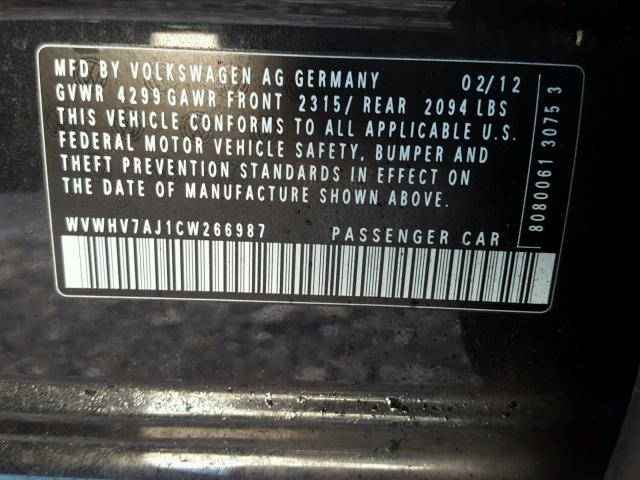 MFD BY VOLKSWAGEN AG GERMANY 02/12
GVWR 4299 GAWR FRONT 2315/ REAR 2094 LBS
THIS VEHICLE CONFORMS TO ALL APPLICABLE U.S.
FEDERAL MOTOR VEHICLE SAFETY, BUMPER AND
THEFT PREVENTION STANDARDS IN EFFECT ON
THE DATE OF MANUFACTURE SHOWN ABOVE.
WVWHV7AJ1CW266987 PASSENGER CAR
8080061 3075 3